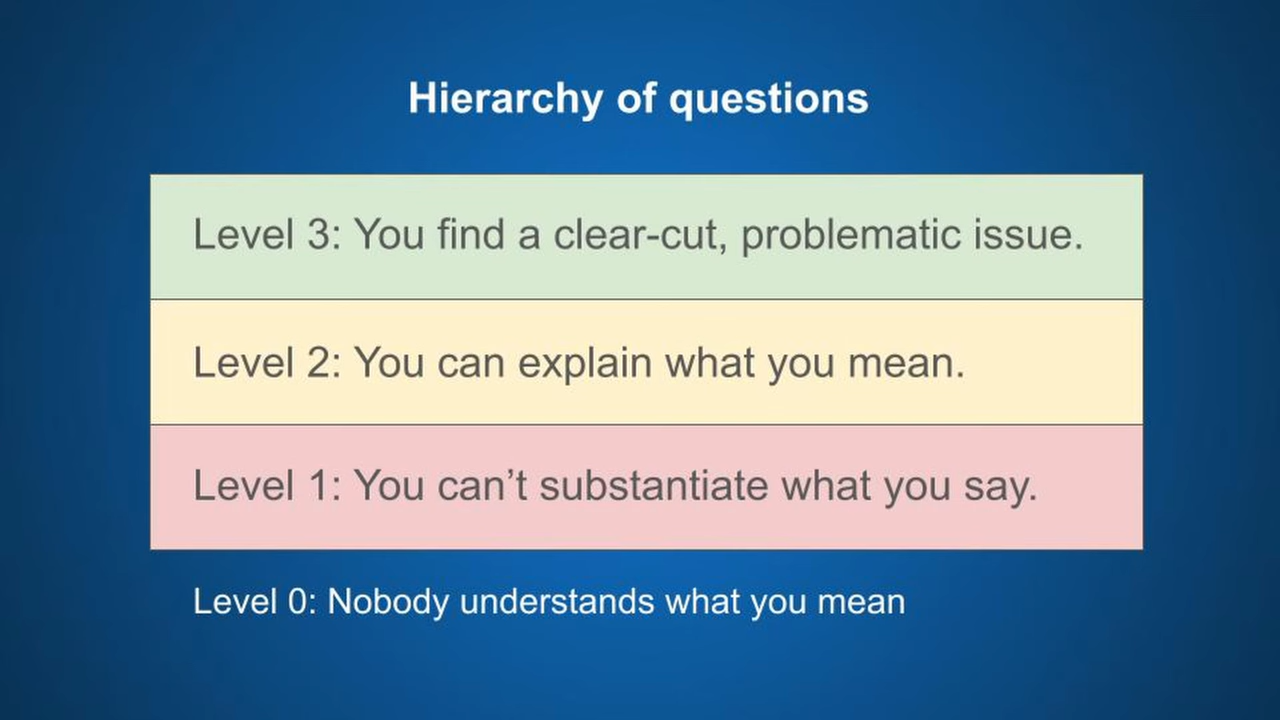 Hierarchy of questions
Level 3: You find a clear-cut, problematic issue.
Level 2: You can explain what you mean.
Level 1: You can’t substantiate what you say.
Level 0: Nobody understands what you mean